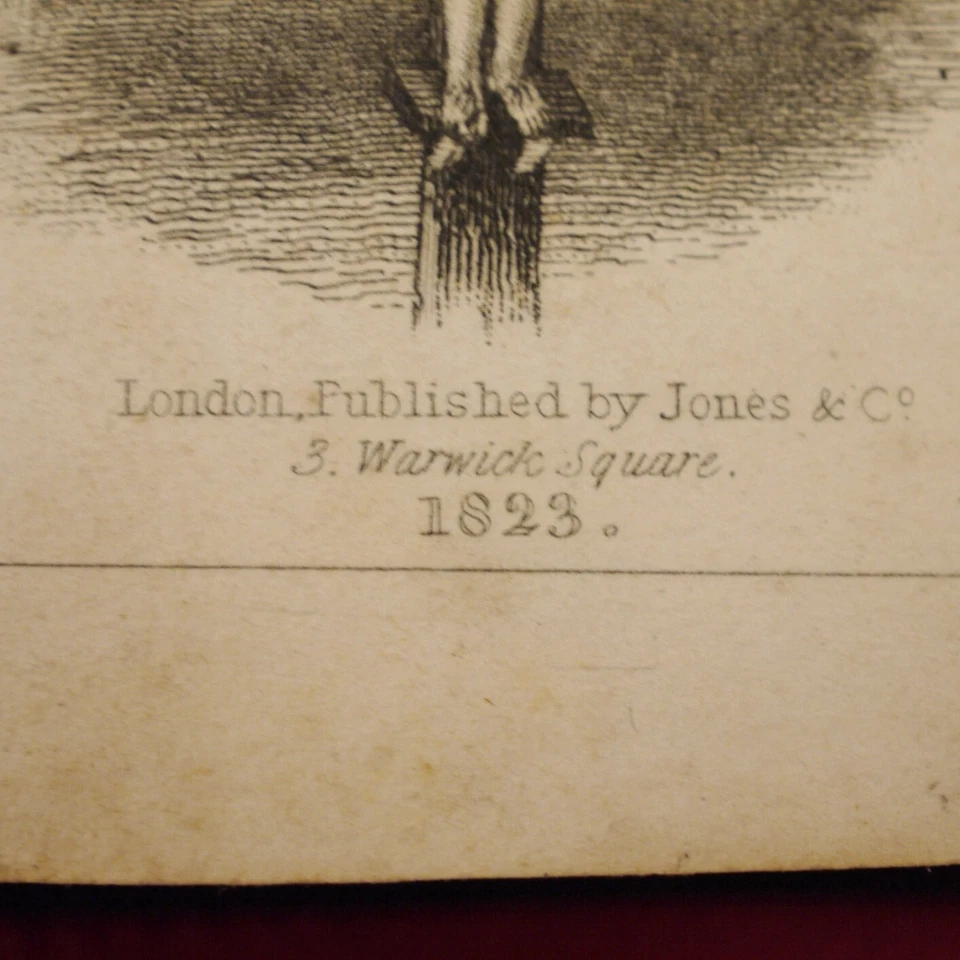 London, Published by Jones & Cº
3. Warwick Square.
1823.